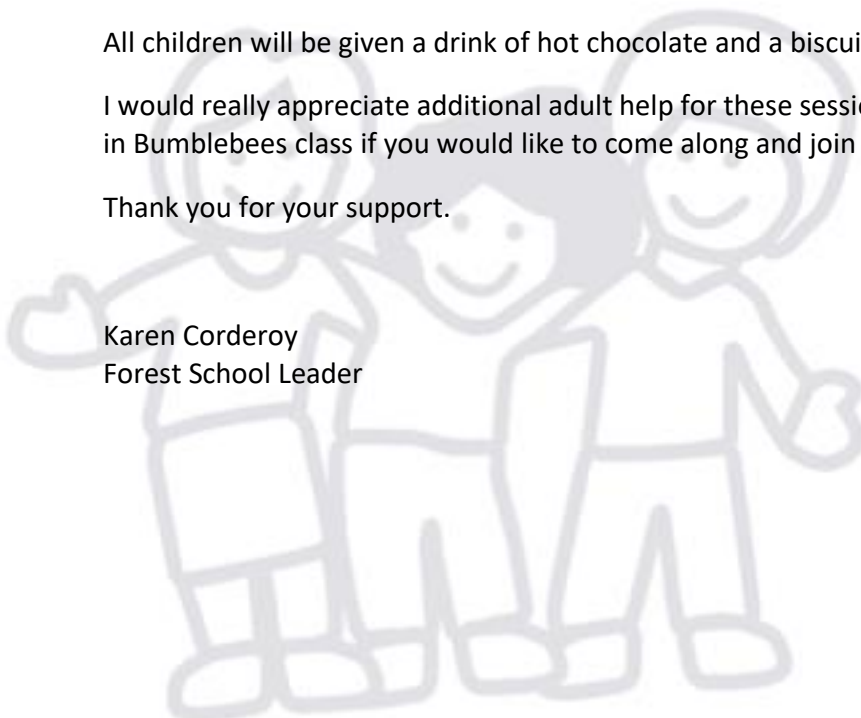 All children will be given a drink of hot chocolate and a biscui
I would really appreciate additional adult help for these sessi
in Bumblebees class if you would like to come along and join
Thank you for your support.
Karen Corderoy
Forest School Leader